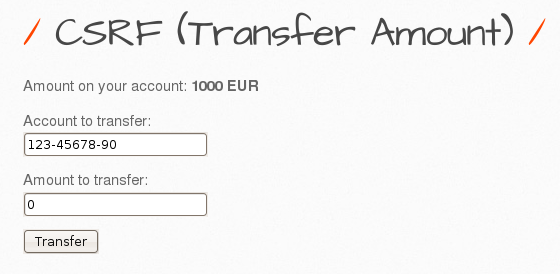 / CSRF (Transfer Amount) /
Amount on your account: 1000 EUR
Account to transfer:
123-45678-90
Amount to transfer:
0
Transfer